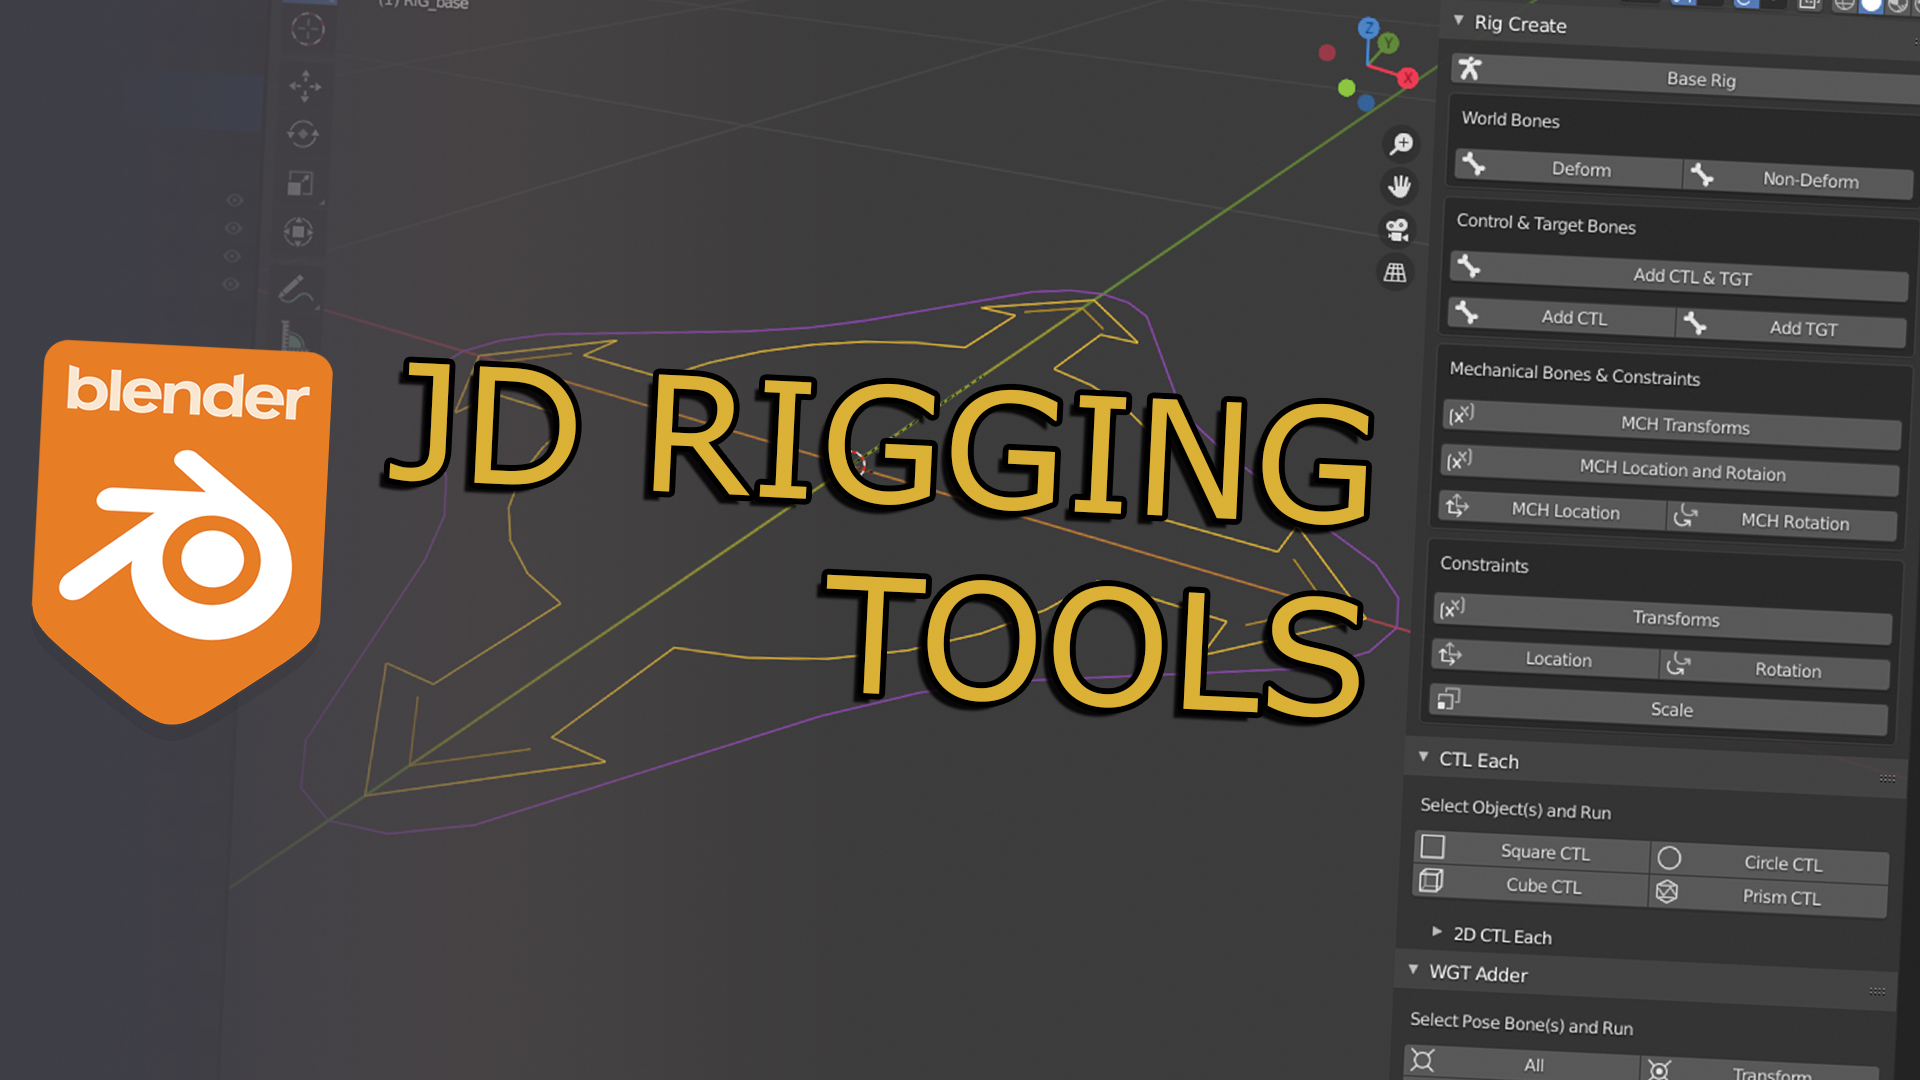 (1) RIG_base
Z
Y
X
blender
JD RIGGING
TOOLS
Rig Create
Base Rig
World Bones
Deform Non-Deform
Control & Target Bones
Add CTL & TGT
Add CTL Add TGT
Mechanical Bones & Constraints
MCH Transforms
MCH Location and Rotaion
MCH Location MCH Rotation
Constraints
Transforms
Location Rotation
Scale
CTL Each
Select Object(s) and Run
Square CTL Circle CTL
Cube CTL Prism CTL
2D CTL Each
WGT Adder
Select Pose Bone(s) and Run
All Transform